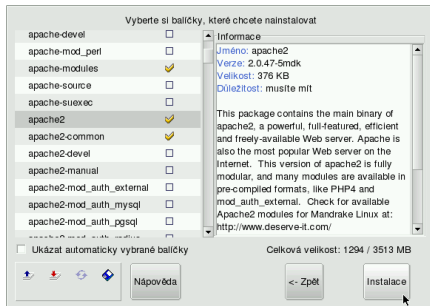 Vyberte si balíčky, které chcete nainstalovat
apache-devel
apache-mod_perl
apache-modules
apache-source
apache-suexec
apache2
apache2-common
apache2-devel
apache2-manual
apache2-mod_auth_external
apache2-mod_auth_mysql
apache2-mod_auth_pgsql
Informace
Jméno: apache2
Verze: 2.0.47-5mdk
Velikost: 376 KB
Důležitost: musíte mít
This package contains the main binary of
apache2, a powerful, full-featured, efficient
and freely-available Web server. Apache is
also the most popular Web server on the
Internet. This version of apache2 is fully
modular, and many modules are available in
pre-compiled formats, like PHP4 and
mod_auth_external. Check for available
Apache2 modules for Mandrake Linux at:
http://www.deserve-it.com/
Ukázat automaticky vybrané balíčky
Celková velikost: 1294 / 3513 MB
Nápověda
<- Zpět
Instalace